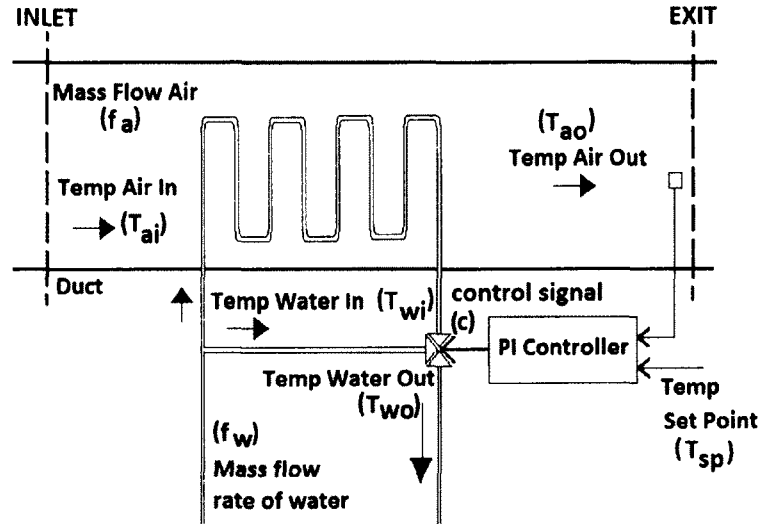 INLET
EXIT
Mass Flow Air
(fa)
(Tao)
Temp Air Out
Temp Air In
(Tai)
Duct
Temp Water In (Twi)
control signal
(c)
PI Controller
Temp Water Out
(Two)
Temp
Set Point
(Tsp)
(fw)
Mass flow
rate of water